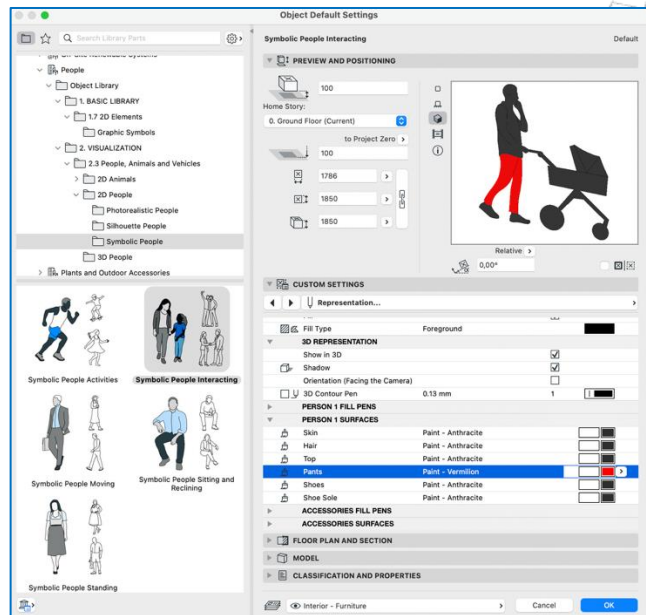 Object Default Settings
Search Library Parts
People
Object Library
1. BASIC LIBRARY
1.7 2D Elements
Graphic Symbols
2. VISUALIZATION
2.3 People, Animals and Vehicles
2D Animals
2D People
Photorealistic People
Silhouette People
Symbolic People
3D People
Plants and Outdoor Accessories
Symbolic People Activities
Symbolic People Interacting
Symbolic People Moving
Symbolic People Sitting and
Reclining
Symbolic People Standing
Symbolic People Interacting Default
PREVIEW AND POSITIONING
100
Home Story:
0. Ground Floor (Current)
to Project Zero
100
1786
1850
1850
Relative
0,00°
CUSTOM SETTINGS
Representation...
Fill Type Foreground
3D REPRESENTATION
Show in 3D
Shadow
Orientation (Facing the Camera)
3D Contour Pen 0.13 mm 1
PERSON 1 FILL PENS
PERSON 1 SURFACES
Skin Paint - Anthracite
Hair Paint - Anthracite
Top Paint - Anthracite
Pants Paint - Vermilion
Shoes Paint - Anthracite
Shoe Sole Paint - Anthracite
ACCESSORIES FILL PENS
ACCESSORIES SURFACES
FLOOR PLAN AND SECTION
MODEL
CLASSIFICATION AND PROPERTIES
Interior - Furniture Cancel OK